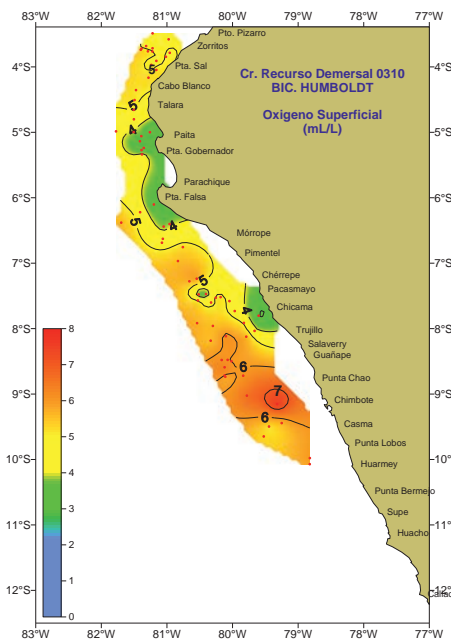 83°W 82°W 81°W 80°W 79°W 78°W 77°W
Pto. Pizarro
Zorritos
4°S
4°S
Pta. Sal
5
Cr. Recurso Demersal 0310
BIC. HUMBOLDT
Cabo Blanco
5
Talara
Oxigeno Superficial
(mL/L)
5°S
4
5°S
Paita
Pta. Gobernador
Parachique
6°S
Pta. Falsa
6°S
5
4
Mórrope
Pimentel
7°S
7°S
5
Chérrepe
Pacasmayo
4
Chicama
8°S
8
Trujillo
8°S
Salaverry
Guañape
7
6
Punta Chao
9°S
6
7
Chimbote
9°S
6
Casma
5
Punta Lobos
10°S
Huarmey
10°S
4
Punta Bermejo
3
Supe
11°S
11°S
2
Huacho
1
12°S
Callao
12°S
0
83°W 82°W 81°W 80°W 79°W 78°W 77°W